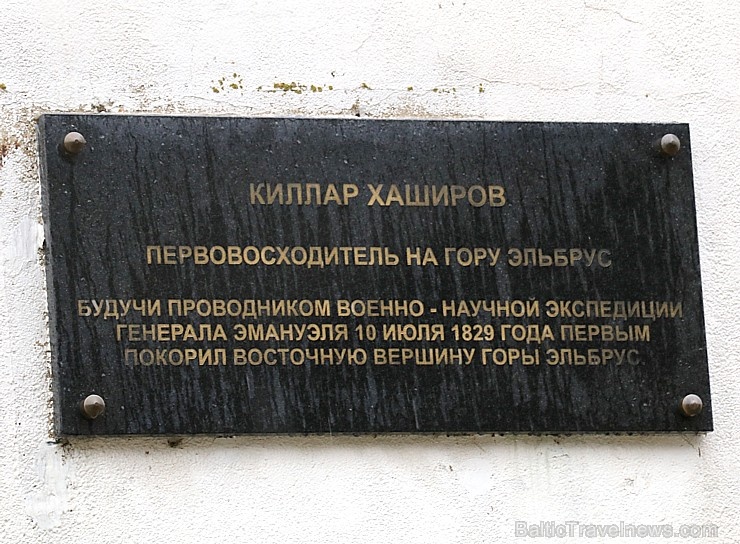 КИЛЛАР ХАШИРОВ
ПЕРВОВОСХОДИТЕЛЬ НА ГОРУ ЭЛЬБРУС
БУДУЧИ ПРОВОДНИКОМ ВОЕННО - НАУЧНОЙ ЭКСПЕДИЦИИ
ГЕНЕРАЛА ЭМАНУЭЛЯ 10 ИЮЛЯ 1829 ГОДА ПЕРВЫМ
ПОКОРИЛ ВОСТОЧНУЮ ВЕРШИНУ ГОРЫ ЭЛЬБРУС.
BalticTravelnews.com